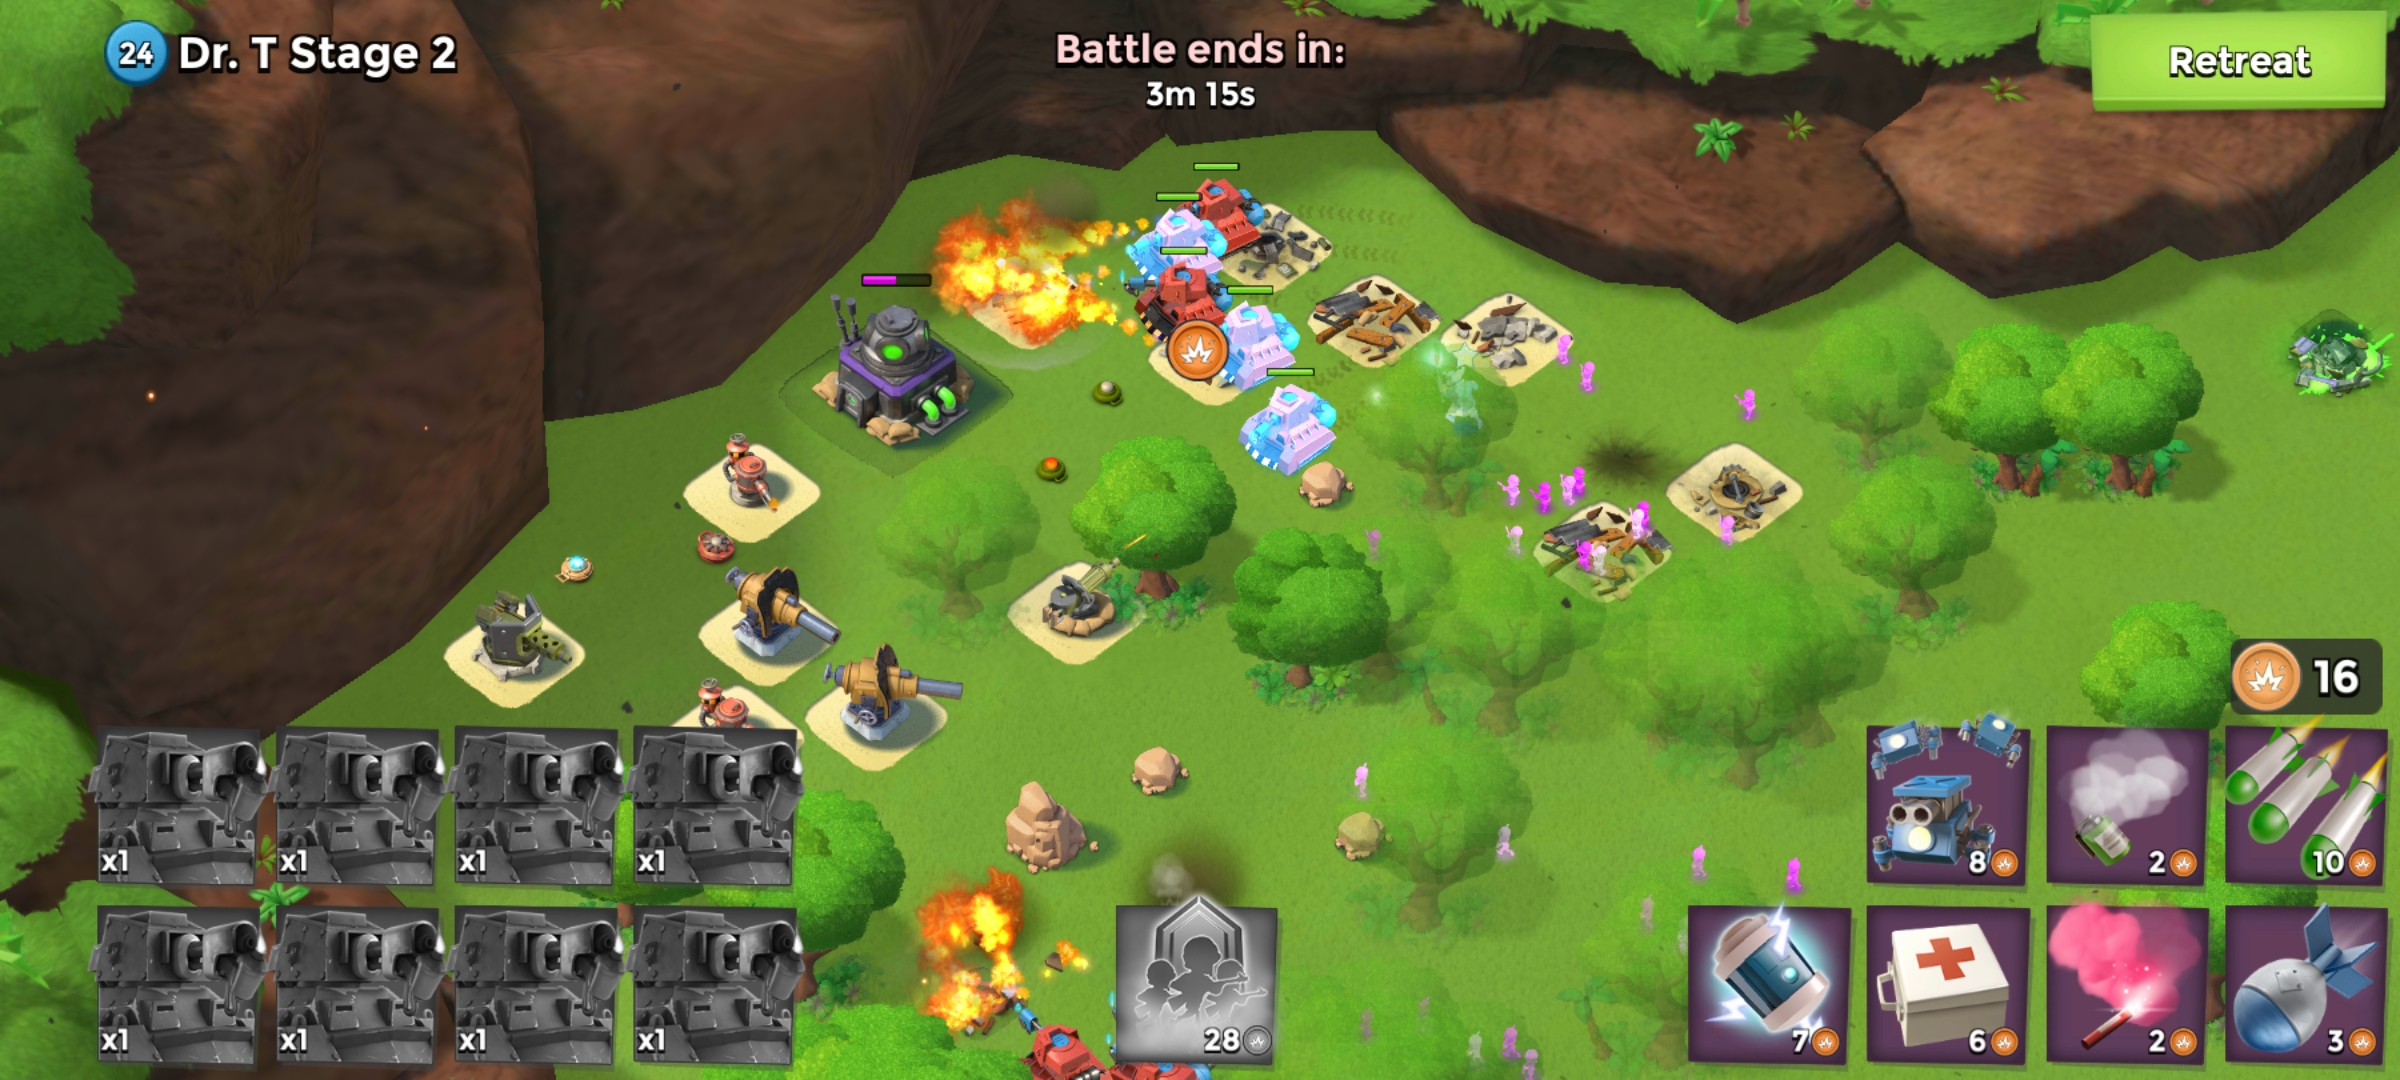 24 Dr. T Stage 2
Battle ends in:
3m 15s
Retreat
16
x1 x1 x1 x1
8 2 10
x1 x1 x1 x1
28
7 6 2 3